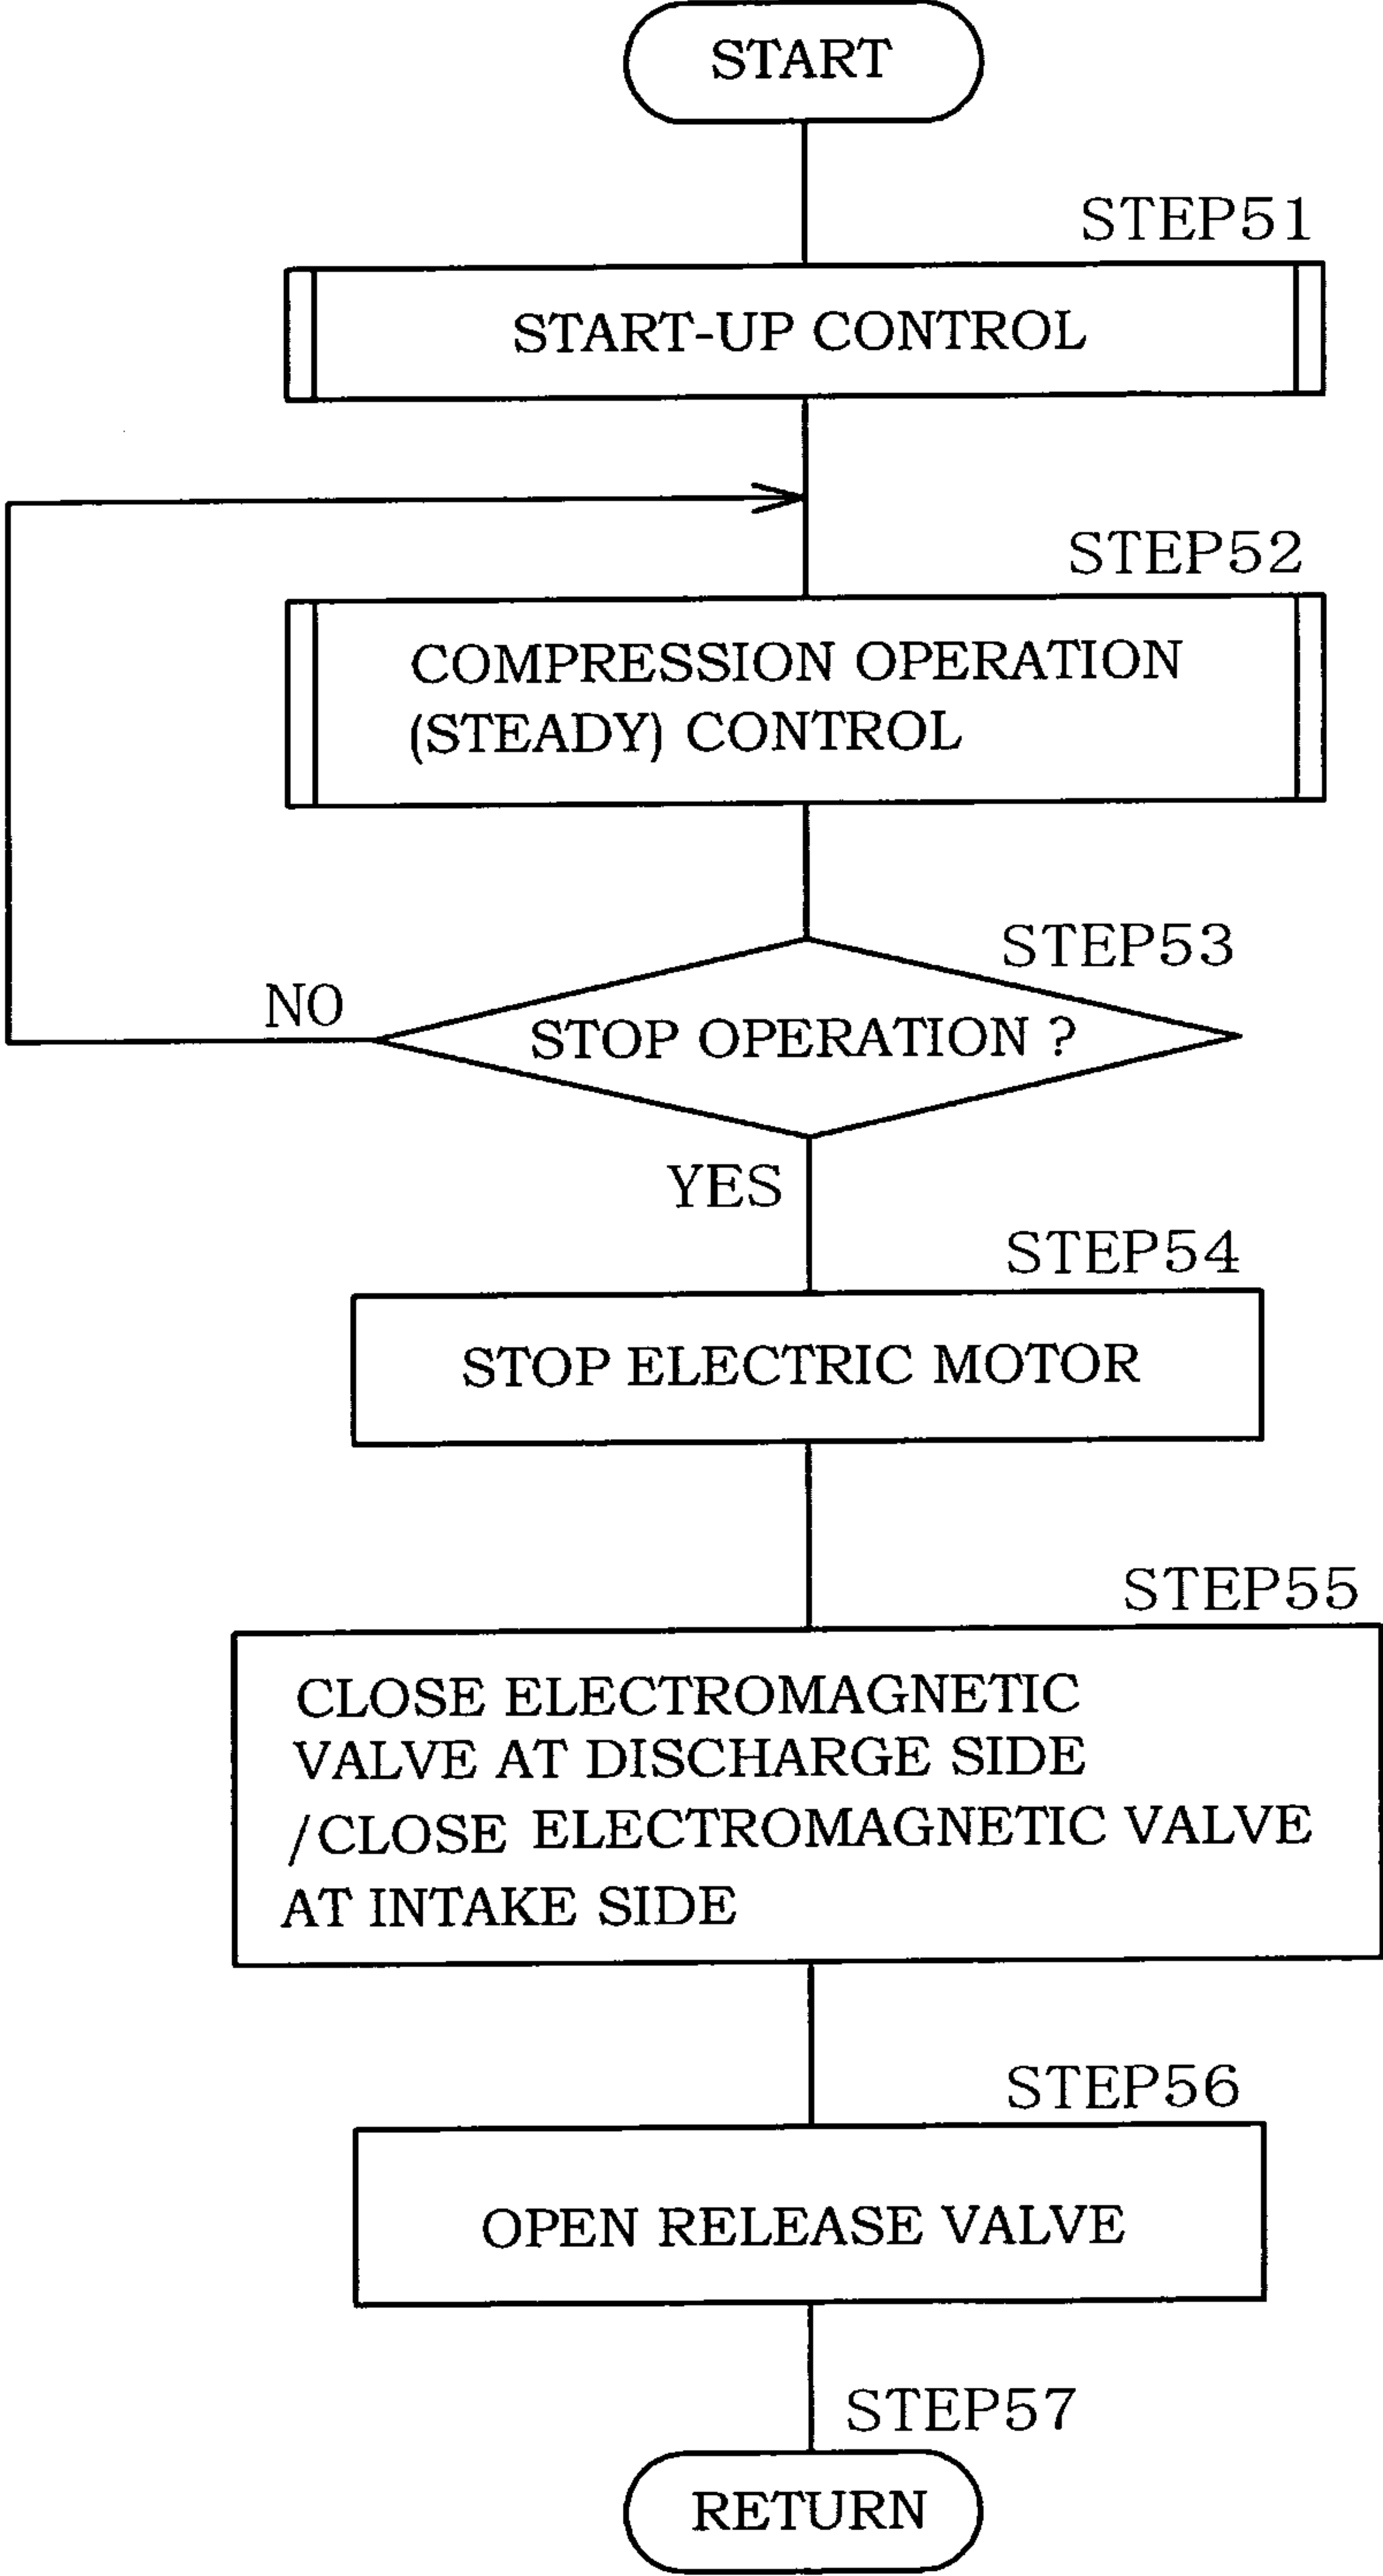 START
STEP51
START-UP CONTROL
STEP52
COMPRESSION OPERATION
(STEADY) CONTROL
STEP53
NO
STOP OPERATION ?
YES
STEP54
STOP ELECTRIC MOTOR
STEP55
CLOSE ELECTROMAGNETIC
VALVE AT DISCHARGE SIDE
/CLOSE ELECTROMAGNETIC VALVE
AT INTAKE SIDE
STEP56
OPEN RELEASE VALVE
STEP57
RETURN